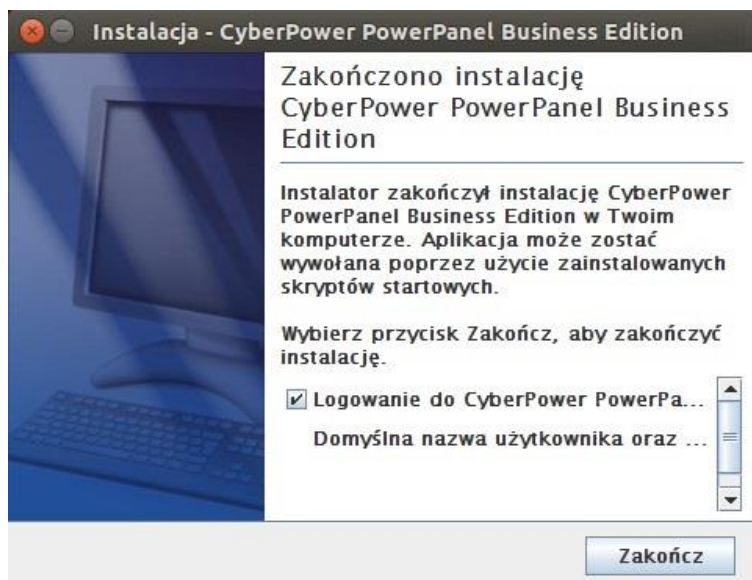 Instalacja - CyberPower PowerPanel Business Edition
Zakończono instalację
CyberPower PowerPanel Business
Edition
Instalator zakończył instalację CyberPower
PowerPanel Business Edition w Twoim
komputerze. Aplikacja może zostać
wywołana poprzez użycie zainstalowanych
skryptów startowych.
Wybierz przycisk Zakończ, aby zakończyć
instalację.
Logowanie do CyberPower PowerPa...
Domyślna nazwa użytkownika oraz ...
Zakończ